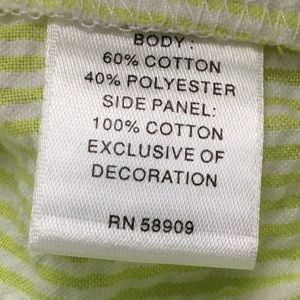 BODY:
60% COTTON
40% POLYESTER
SIDE PANEL:
100% COTTON
EXCLUSIVE OF
DECORATION
RN 58909